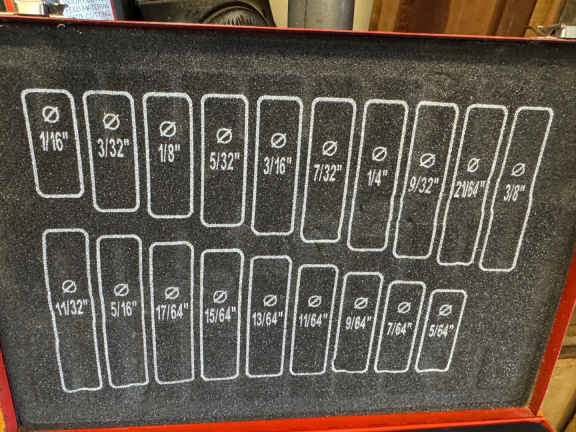 Ø 1/16"
Ø 3/32"
Ø 1/8"
Ø 5/32"
Ø 3/16"
Ø 7/32"
Ø 1/4"
Ø 9/32"
Ø 21/64"
Ø 3/8"
Ø 11/32"
Ø 5/16"
Ø 17/64"
Ø 15/64"
Ø 13/64"
Ø 11/64"
Ø 9/64"
Ø 7/64"
Ø 5/64"